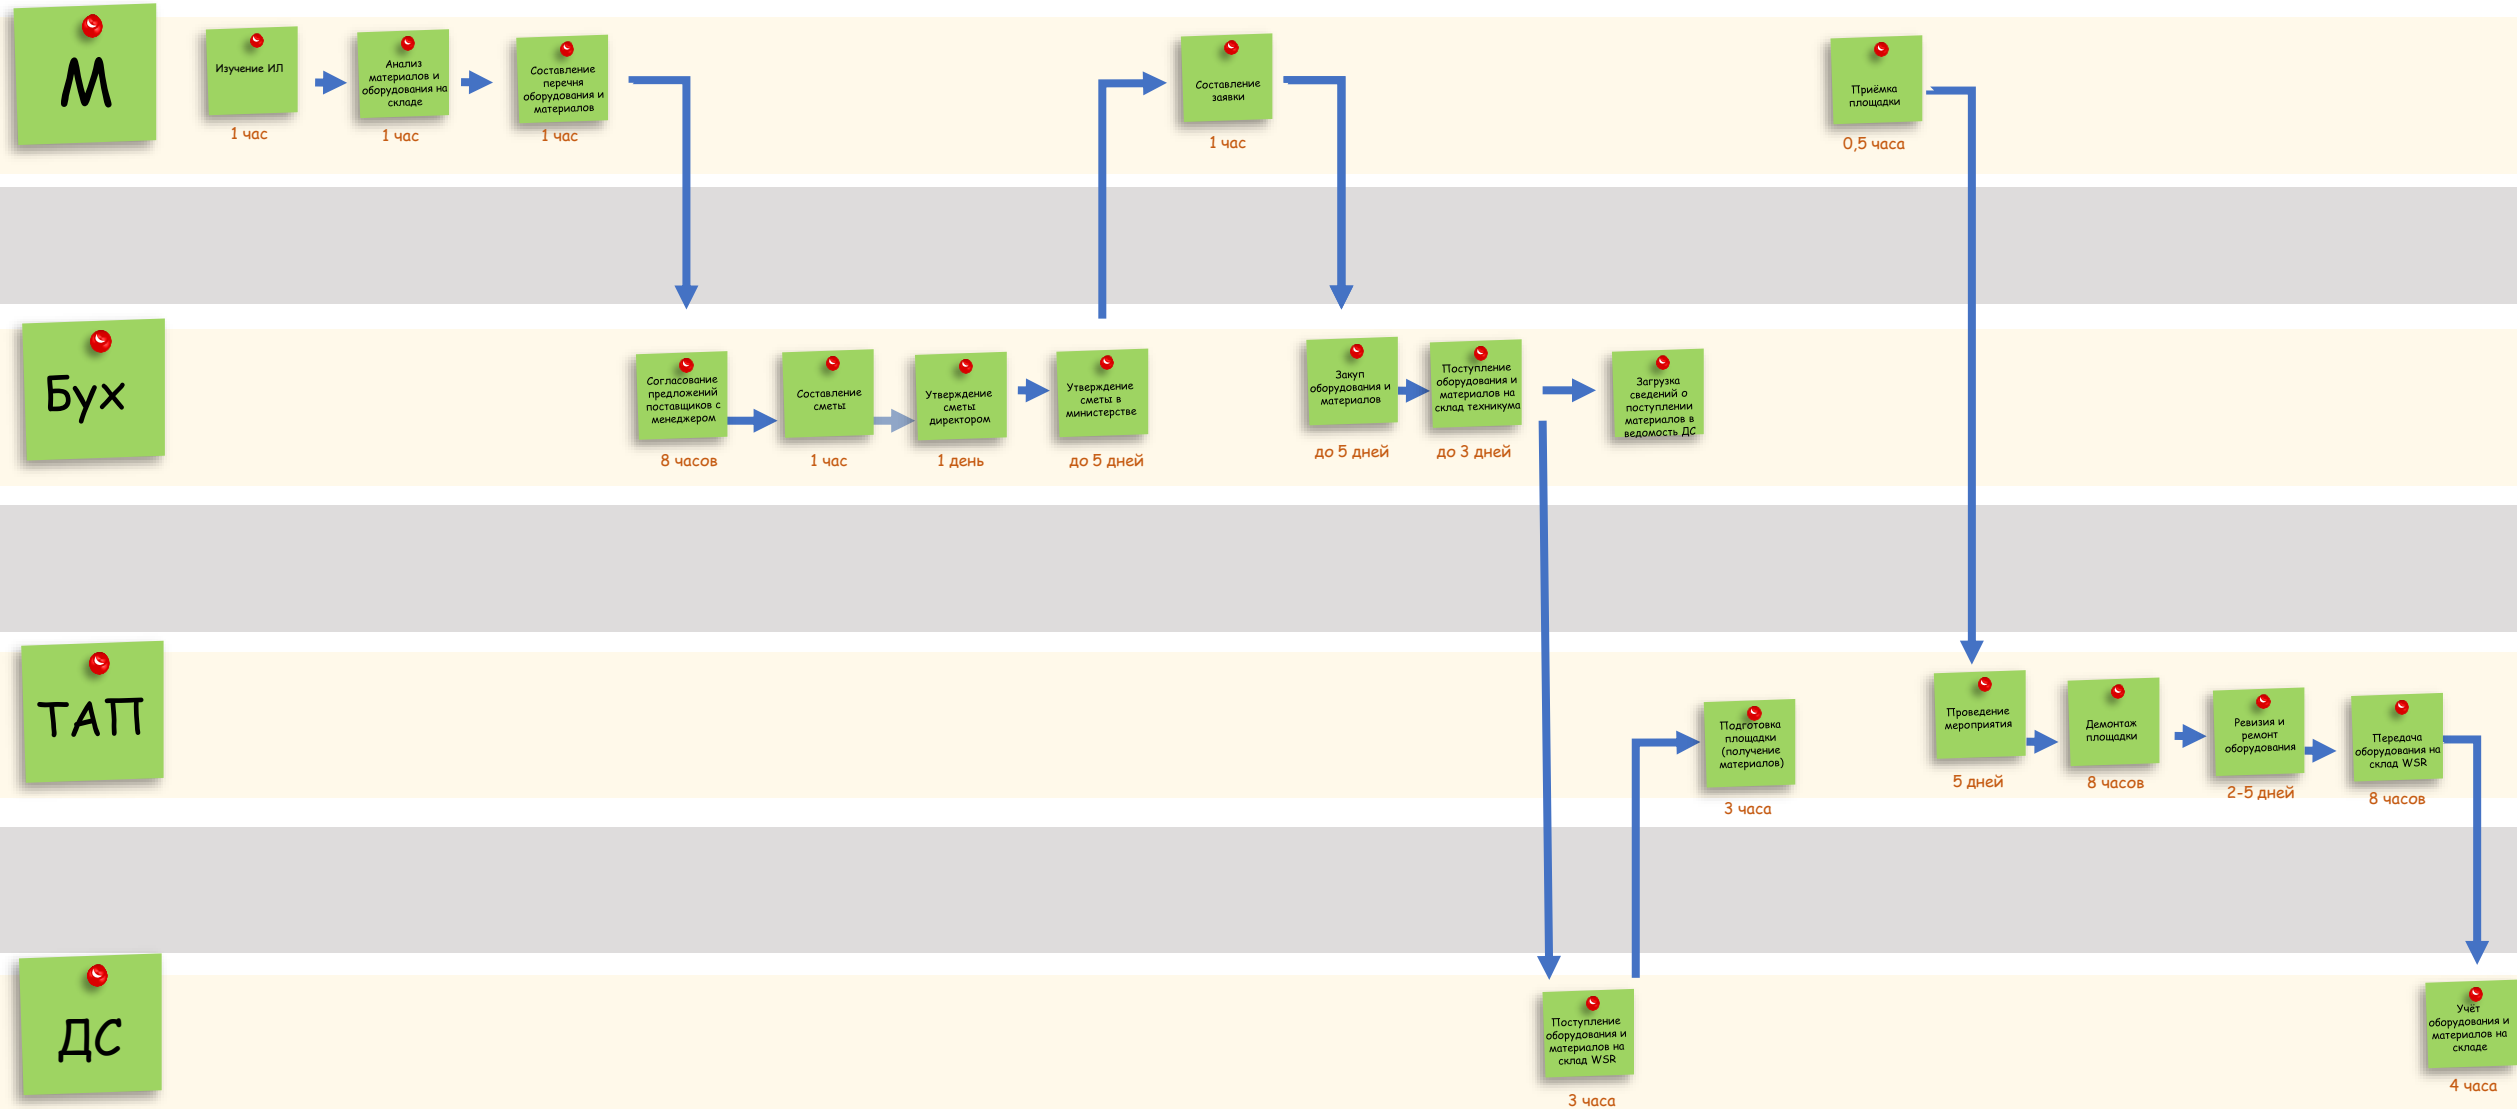 М
Изучение ИЛ
1 час
Анализ
материалов и
оборудования на
складе
1 час
Составление
перечня
оборудования и
материалов
1 час
Составление
заявки
1 час
Приёмка
площадки
0,5 часа
Бух
Согласование
предложений
поставщиков с
менеджером
8 часов
Составление
сметы
1 час
Утверждение
сметы
директором
1 день
Утверждение
сметы в
министерстве
до 5 дней
Закуп
оборудования и
материалов
до 5 дней
Поступление
оборудования и
материалов на
склад техникума
до 3 дней
Загрузка
сведений о
поступлении
материалов в
ведомость ДС
ТАП
Подготовка
площадки
(получение
материалов)
3 часа
Проведение
мероприятия
5 дней
Демонтаж
площадки
8 часов
Ревизия и
ремонт
оборудования
2-5 дней
Передача
оборудования на
склад WSR
8 часов
ДС
Поступление
оборудования и
материалов на
склад WSR
3 часа
Учёт
оборудования и
материалов на
складе
4 часа